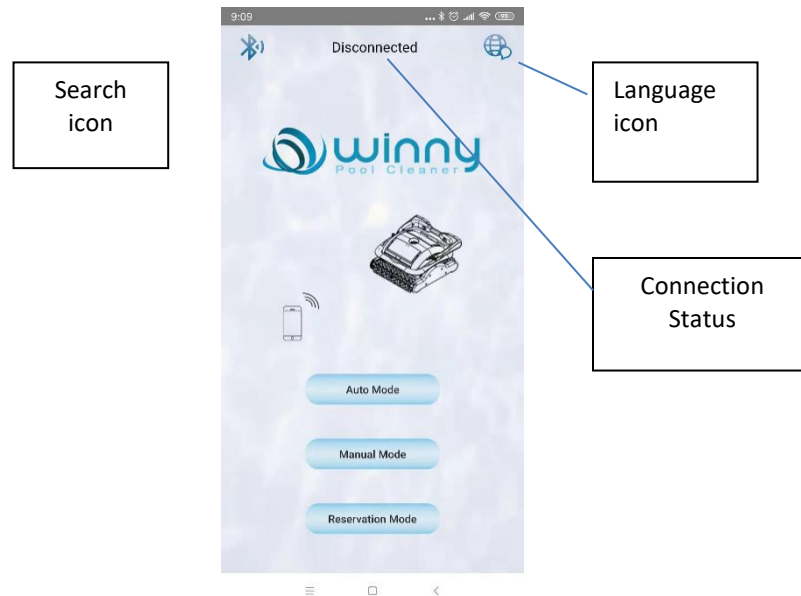 9:09
Disconnected
Search
icon
Language
icon
winny
Pool Cleaner
Connection
Status
Auto Mode
Manual Mode
Reservation Mode